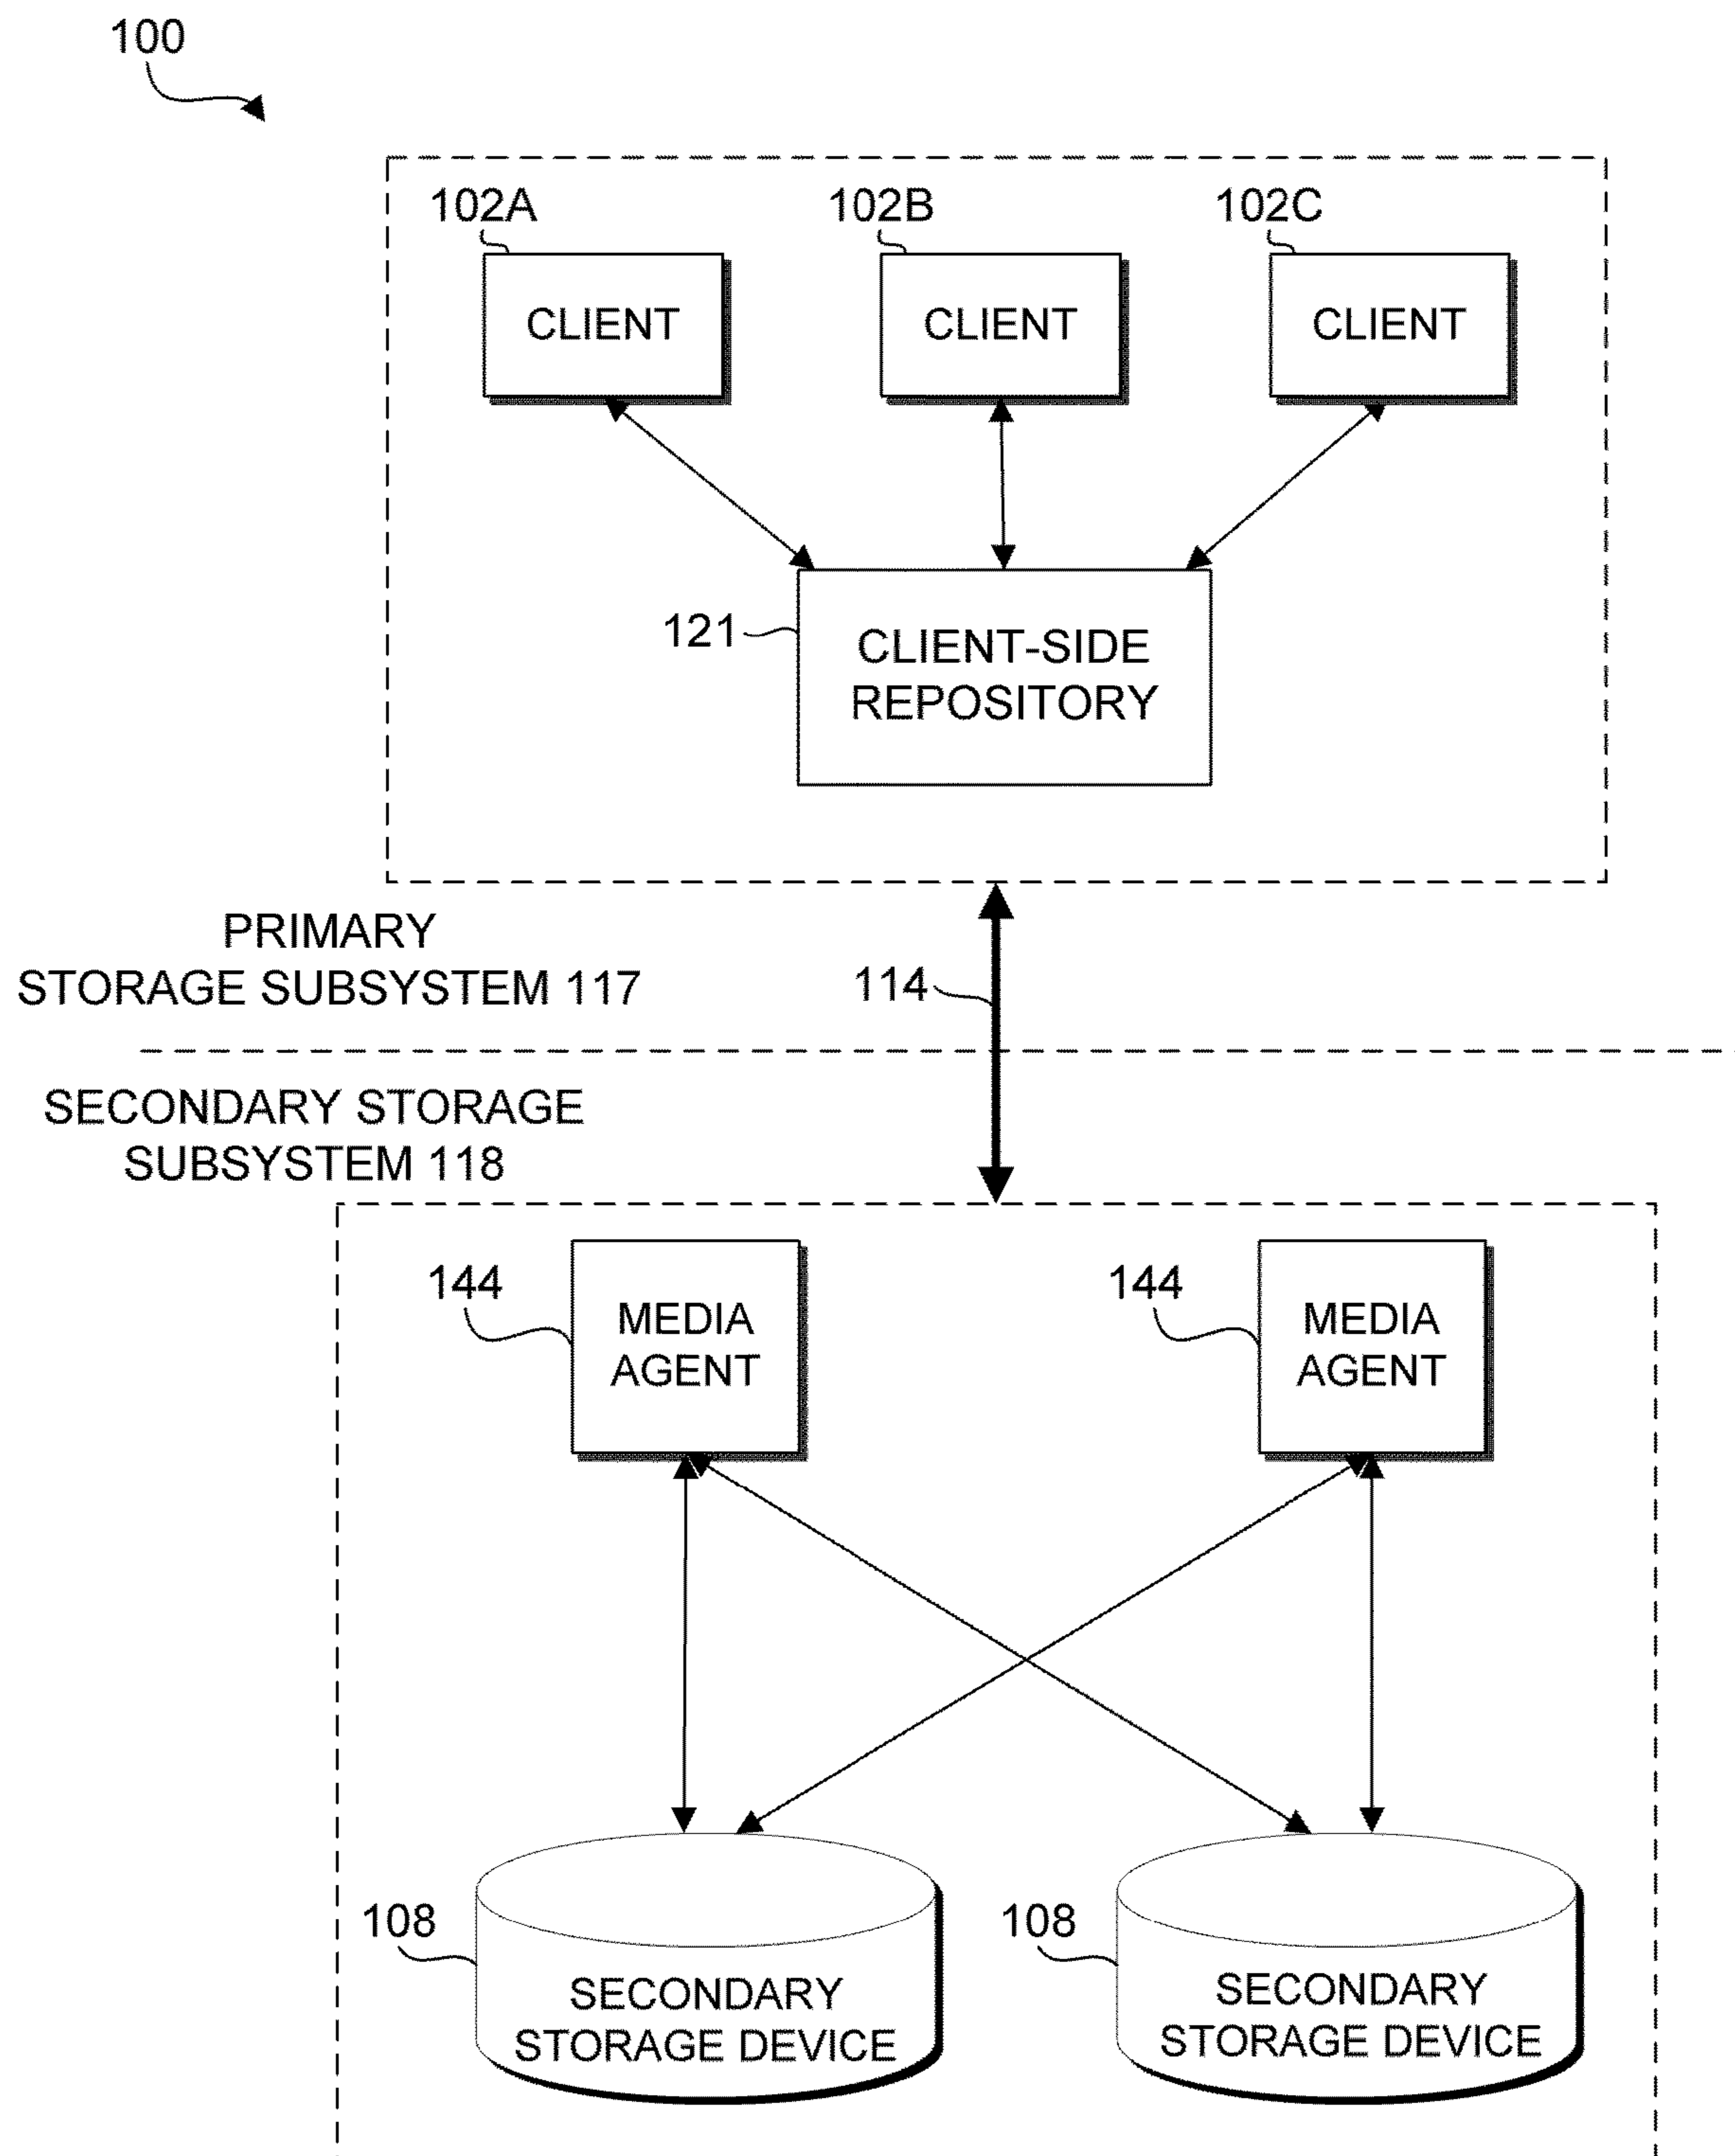 100
102A
102B
102C
CLIENT
CLIENT
CLIENT
121
CLIENT-SIDE
REPOSITORY
PRIMARY
STORAGE SUBSYSTEM 117
114
SECONDARY STORAGE
SUBSYSTEM 118
144
MEDIA
AGENT
144
MEDIA
AGENT
108
SECONDARY
STORAGE DEVICE
108
SECONDARY
STORAGE DEVICE